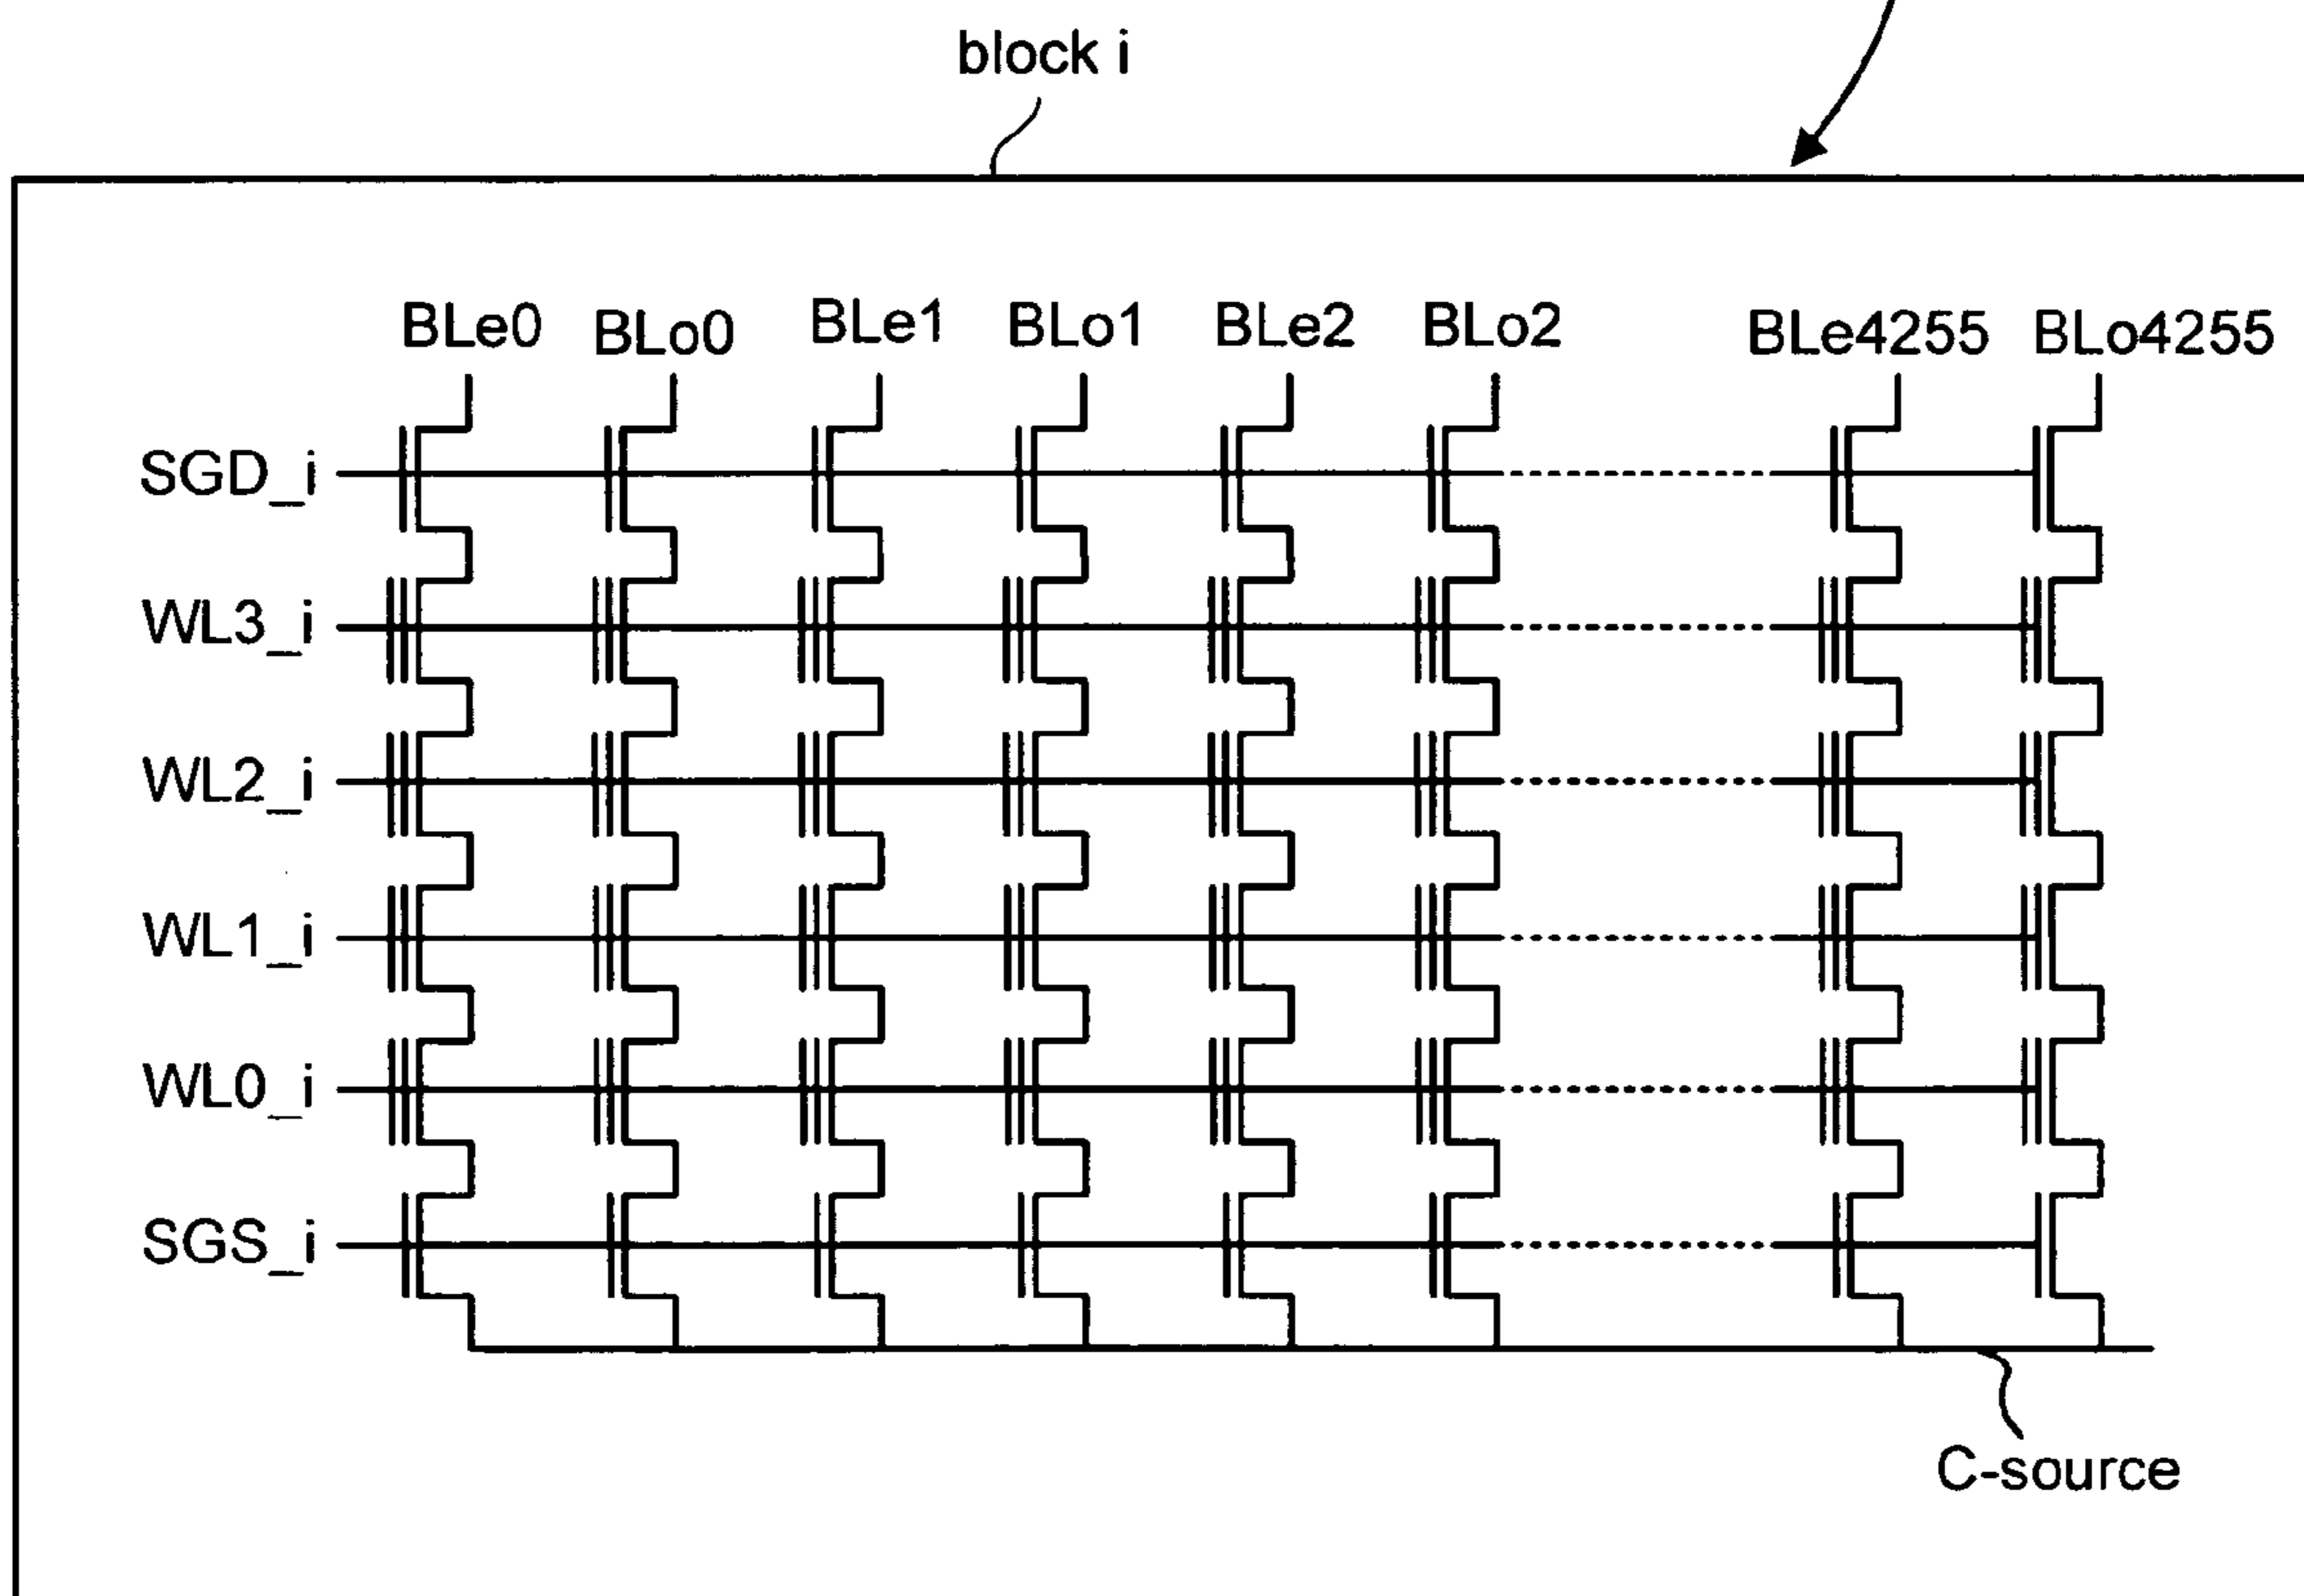 block i
BLe0 BLo0 BLe1 BLo1 BLe2 BLo2 BLe4255 BLo4255
SGD_i
WL3_i
WL2_i
WL1_i
WL0_i
SGS_i
C-source